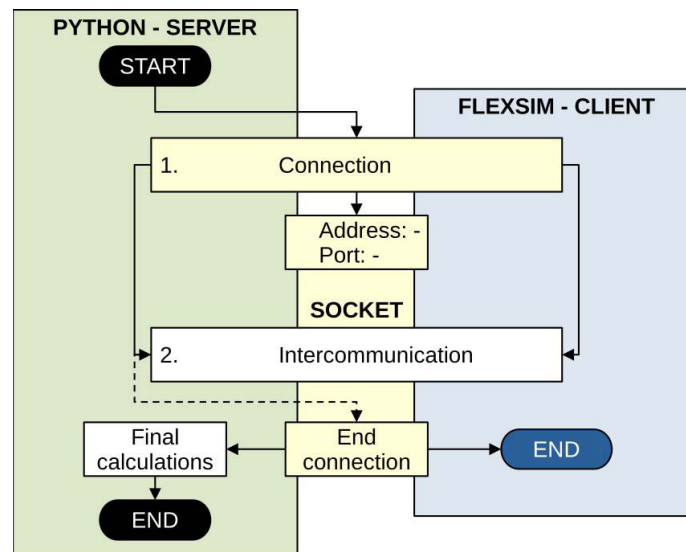 PYTHON - SERVER
START
FLEXSIM - CLIENT
1. Connection
Address: -
Port: -
SOCKET
2. Intercommunication
Final
calculations
End
connection
END
END